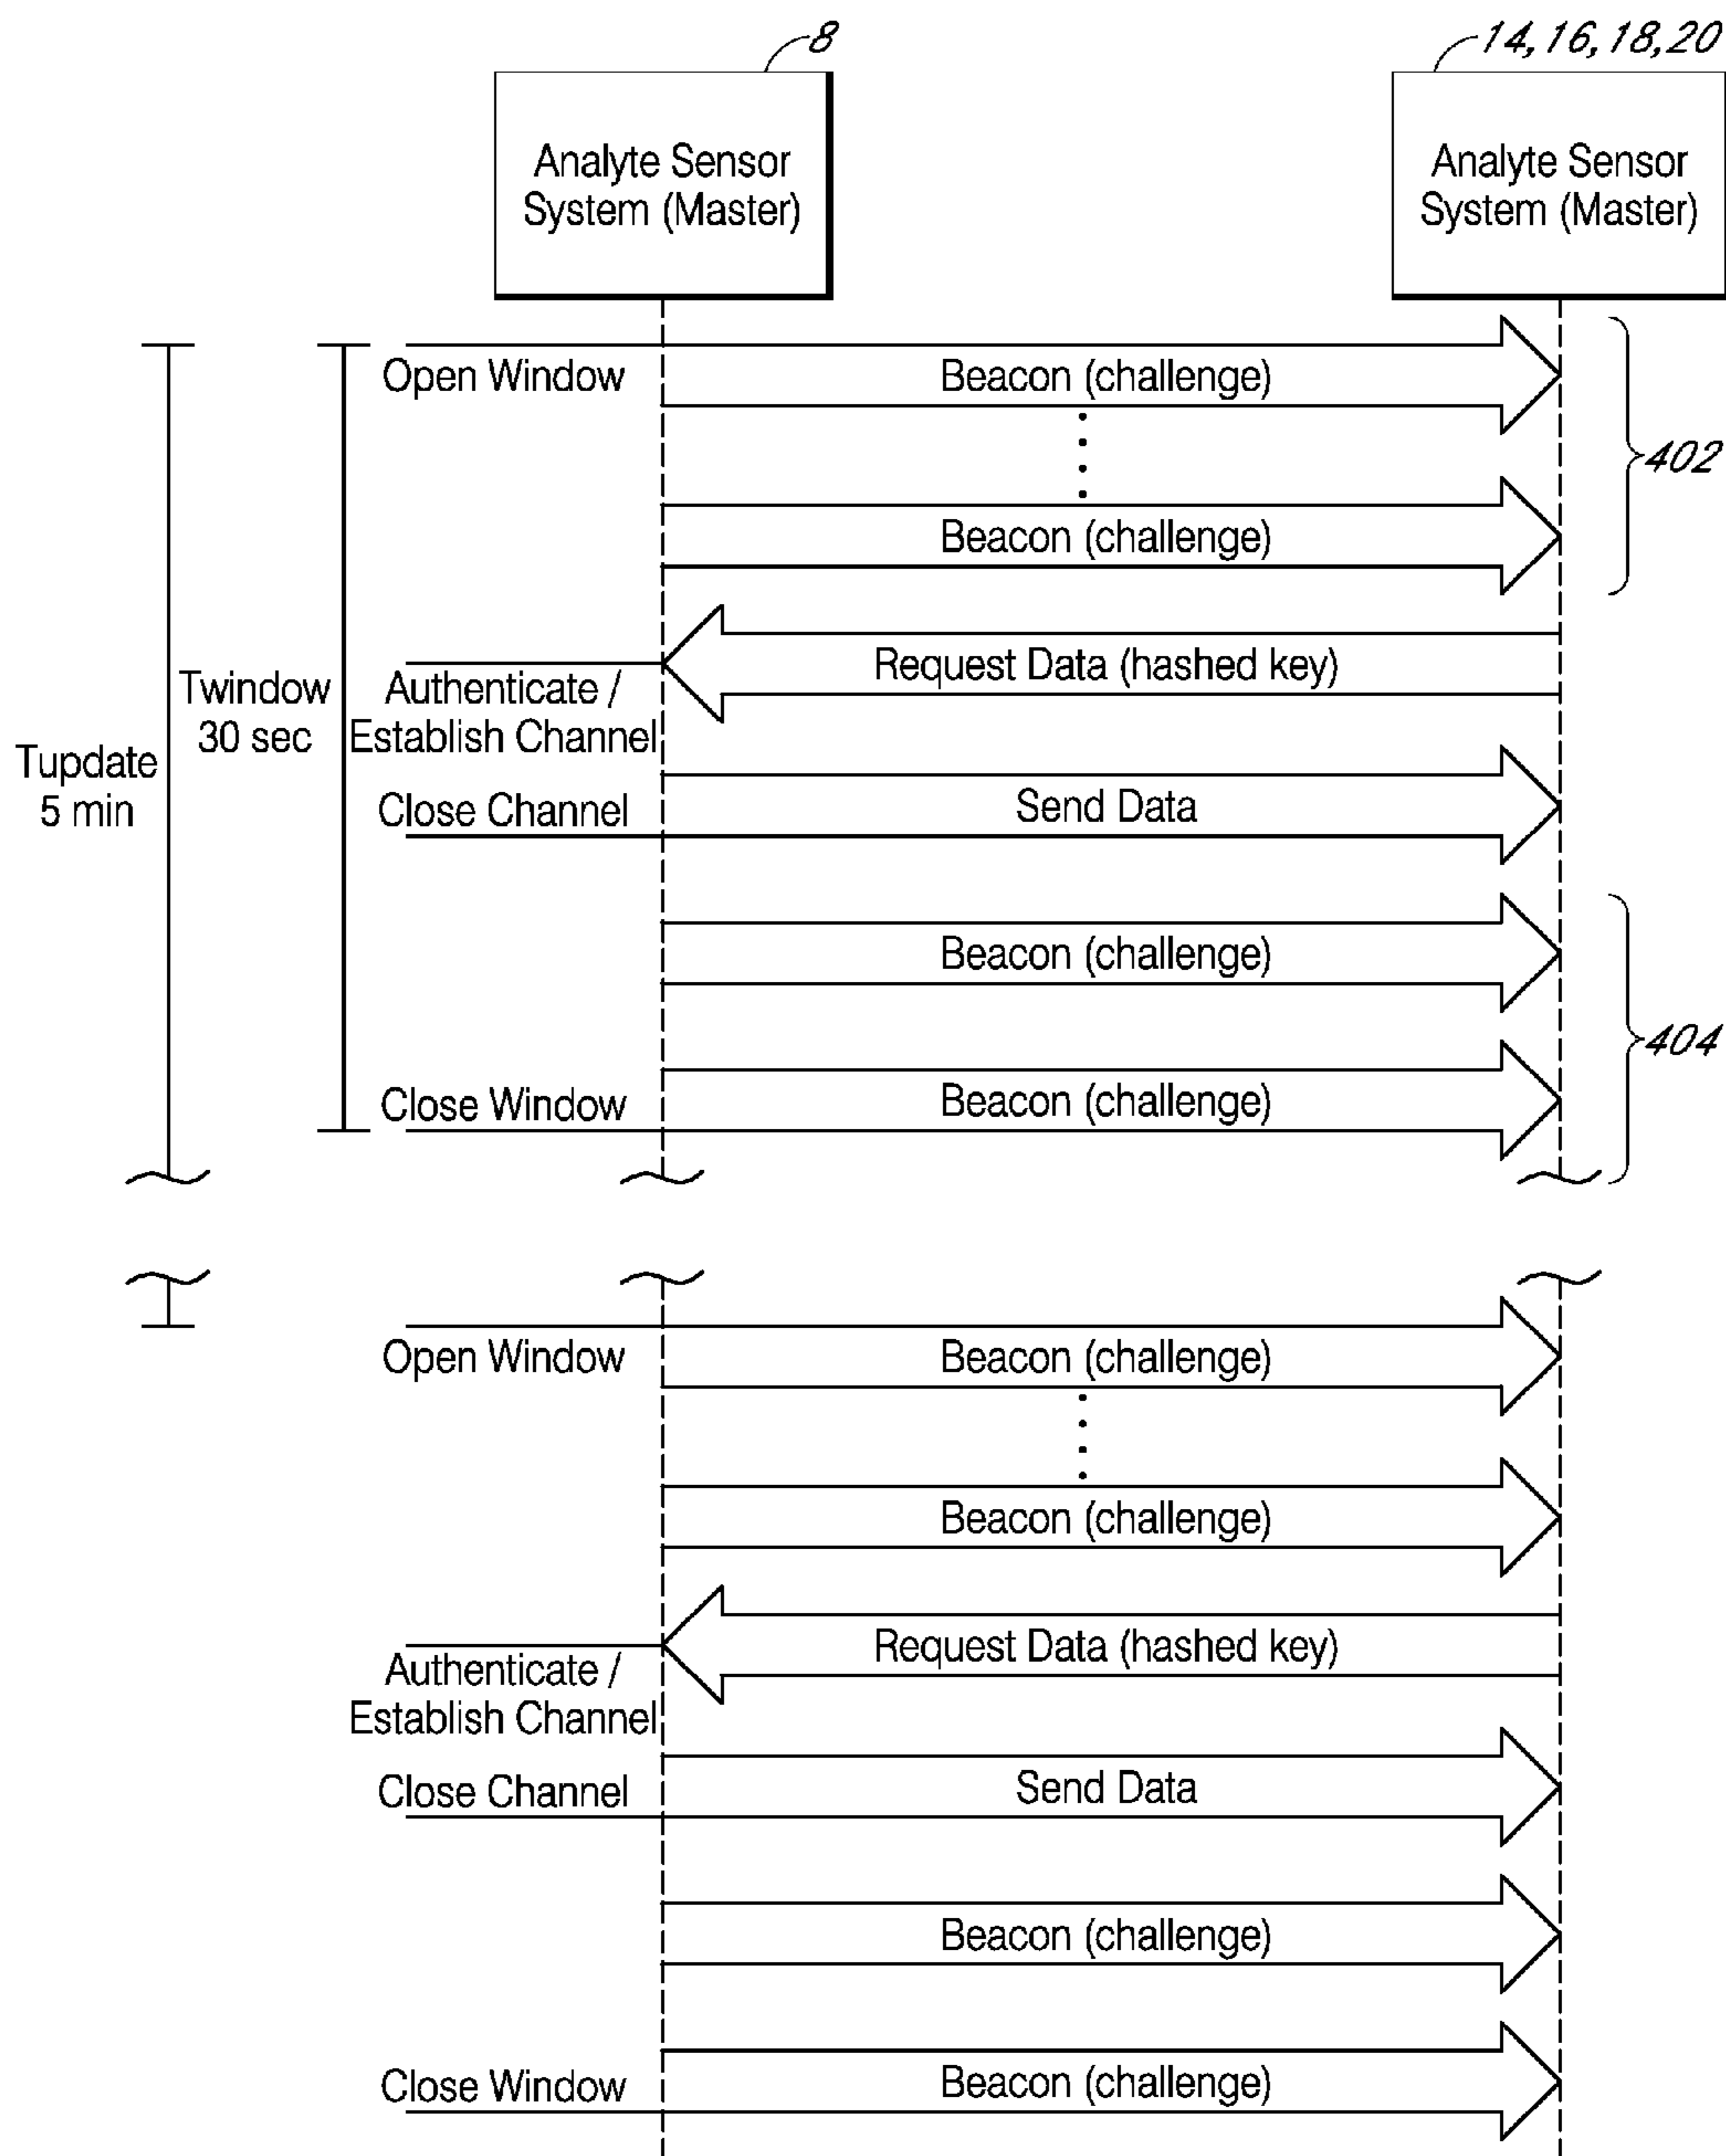 8
14, 16, 18, 20
Analyte Sensor
System (Master)
Analyte Sensor
System (Master)
Open Window
Beacon (challenge)
402
Beacon (challenge)
Request Data (hashed key)
Authenticate /
Establish Channel
Twindow
30 sec
Tupdate
5 min
Close Channel
Send Data
Beacon (challenge)
404
Close Window
Beacon (challenge)
Open Window
Beacon (challenge)
Beacon (challenge)
Request Data (hashed key)
Authenticate /
Establish Channel
Close Channel
Send Data
Beacon (challenge)
Close Window
Beacon (challenge)